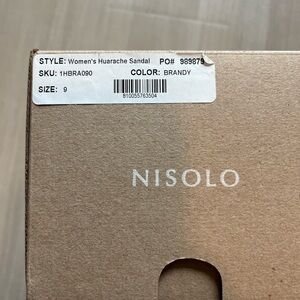 STYLE: Women's Huarache Sandal PO# 989879
SKU: 1HBRA090 COLOR: BRANDY
SIZE: 9
810055763504
NISOLO